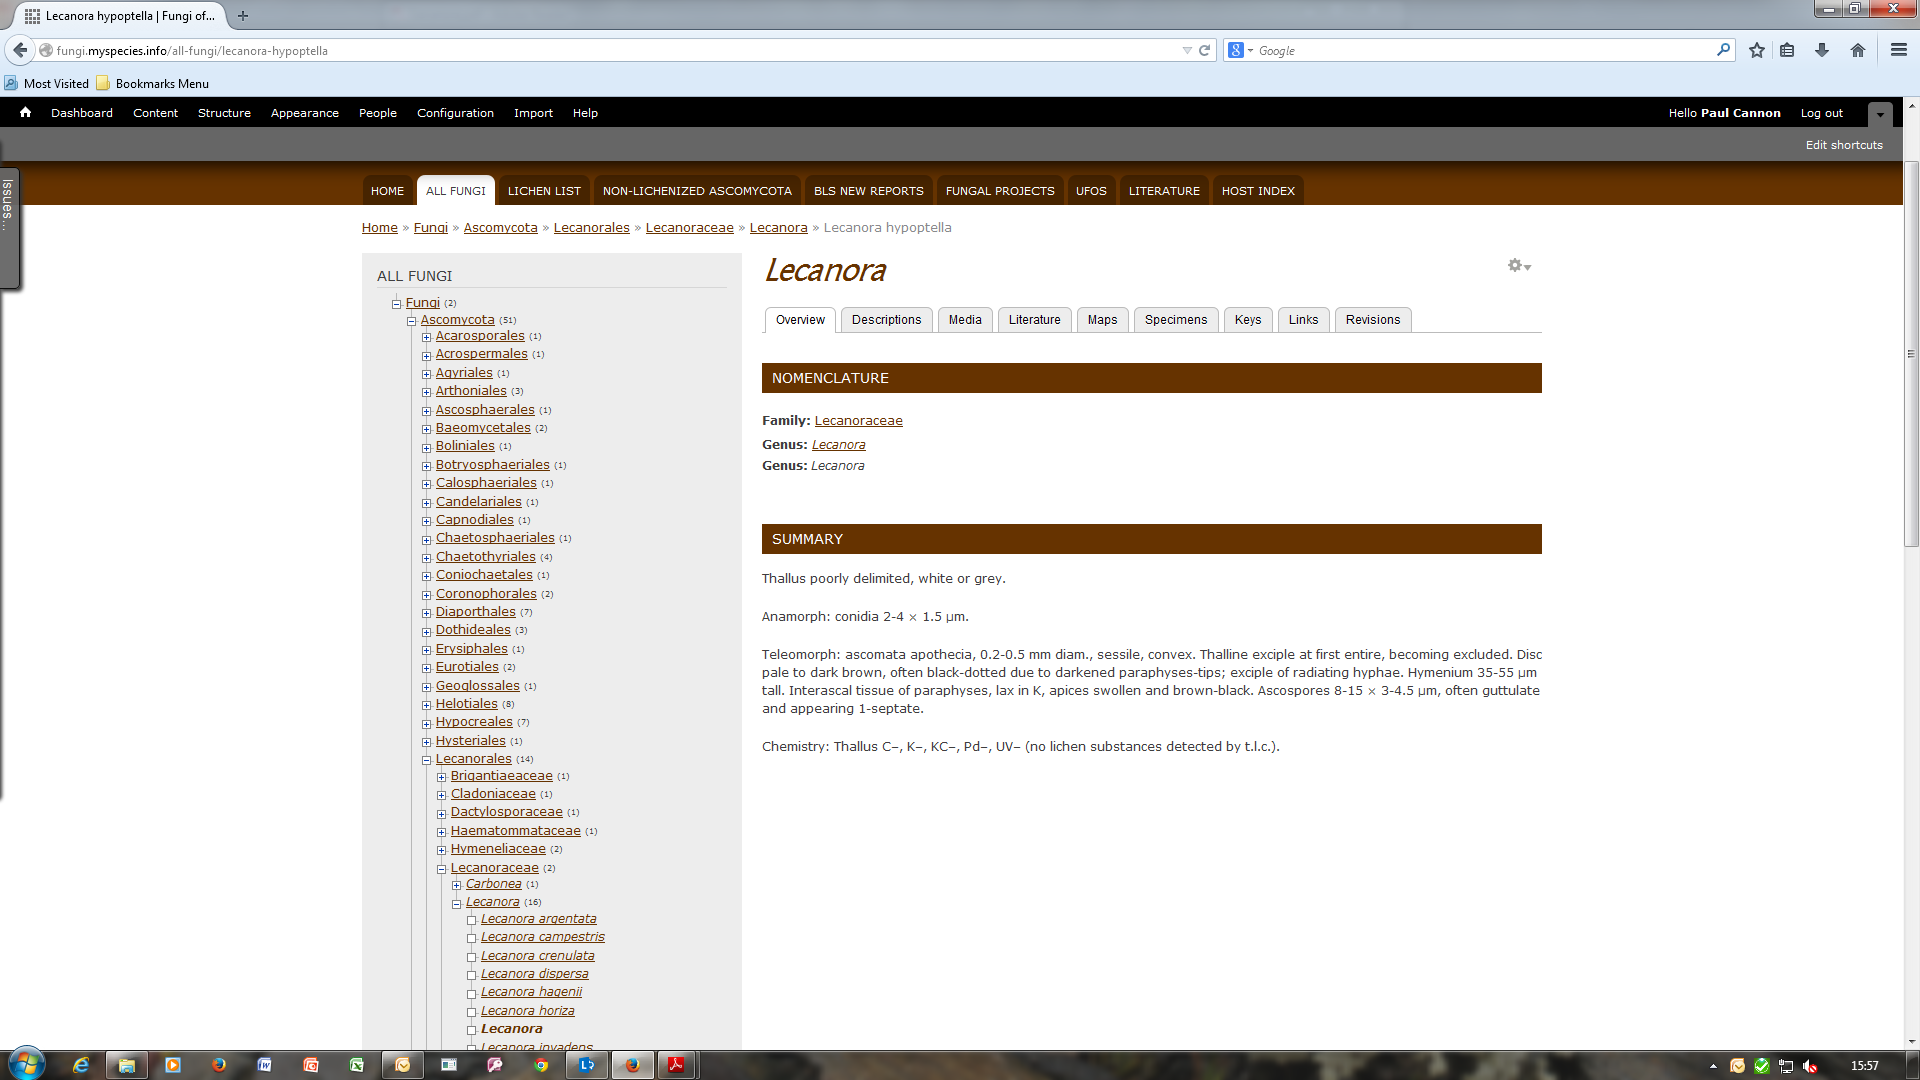 Lecanora hypoptella | Fungi of...
fungi.myspecies.info/all-fungi/lecanora-hypoptella
Google
Most Visited
Bookmarks Menu
Dashboard Content Structure Appearance People Configuration Import Help
Hello Paul Cannon Log out
Edit shortcuts
Issues...
HOME ALL FUNGI LICHEN LIST NON-LICHENIZED ASCOMYCOTA BLS NEW REPORTS FUNGAL PROJECTS UFOS LITERATURE HOST INDEX
Home » Fungi » Ascomycota » Lecanorales » Lecanoraceae » Lecanora » Lecanora hypoptella
ALL FUNGI
Fungi (2)
Ascomycota (51)
Acarosporales (1)
Acrospermales (1)
Agyriales (1)
Arthoniales (3)
Ascosphaerales (1)
Baeomycetales (2)
Boliniales (1)
Botryosphaeriales (1)
Calosphaeriales (1)
Candelariales (1)
Capnodiales (1)
Chaetosphaeriales (1)
Chaetothyriales (4)
Coniochaetales (1)
Coronophorales (2)
Diaporthales (7)
Dothideales (3)
Erysiphales (1)
Eurotiales (2)
Geoglossales (1)
Helotiales (8)
Hypocreales (7)
Hysteriales (1)
Lecanorales (14)
Brigantiaeaceae (1)
Cladoniaceae (1)
Dactylosporaceae (1)
Haematommataceae (1)
Hymeneliaceae (2)
Lecanoraceae (2)
Carbonea (1)
Lecanora (16)
Lecanora argentata
Lecanora campestris
Lecanora crenulata
Lecanora dispersa
Lecanora hagenii
Lecanora horiza
Lecanora
Lecanora invadens
Lecanora
Overview Descriptions Media Literature Maps Specimens Keys Links Revisions
NOMENCLATURE
Family: Lecanoraceae
Genus: Lecanora
Genus: Lecanora
SUMMARY
Thallus poorly delimited, white or grey.
Anamorph: conidia 2-4 × 1.5 µm.
Teleomorph: ascomata apothecia, 0.2-0.5 mm diam., sessile, convex. Thalline exciple at first entire, becoming excluded. Disc
pale to dark brown, often black-dotted due to darkened paraphyses-tips; exciple of radiating hyphae. Hymenium 35-55 µm
tall. Interascal tissue of paraphyses, lax in K, apices swollen and brown-black. Ascospores 8-15 × 3-4.5 µm, often guttulate
and appearing 1-septate.
Chemistry: Thallus C–, K–, KC–, Pd–, UV– (no lichen substances detected by t.l.c.).
15:57